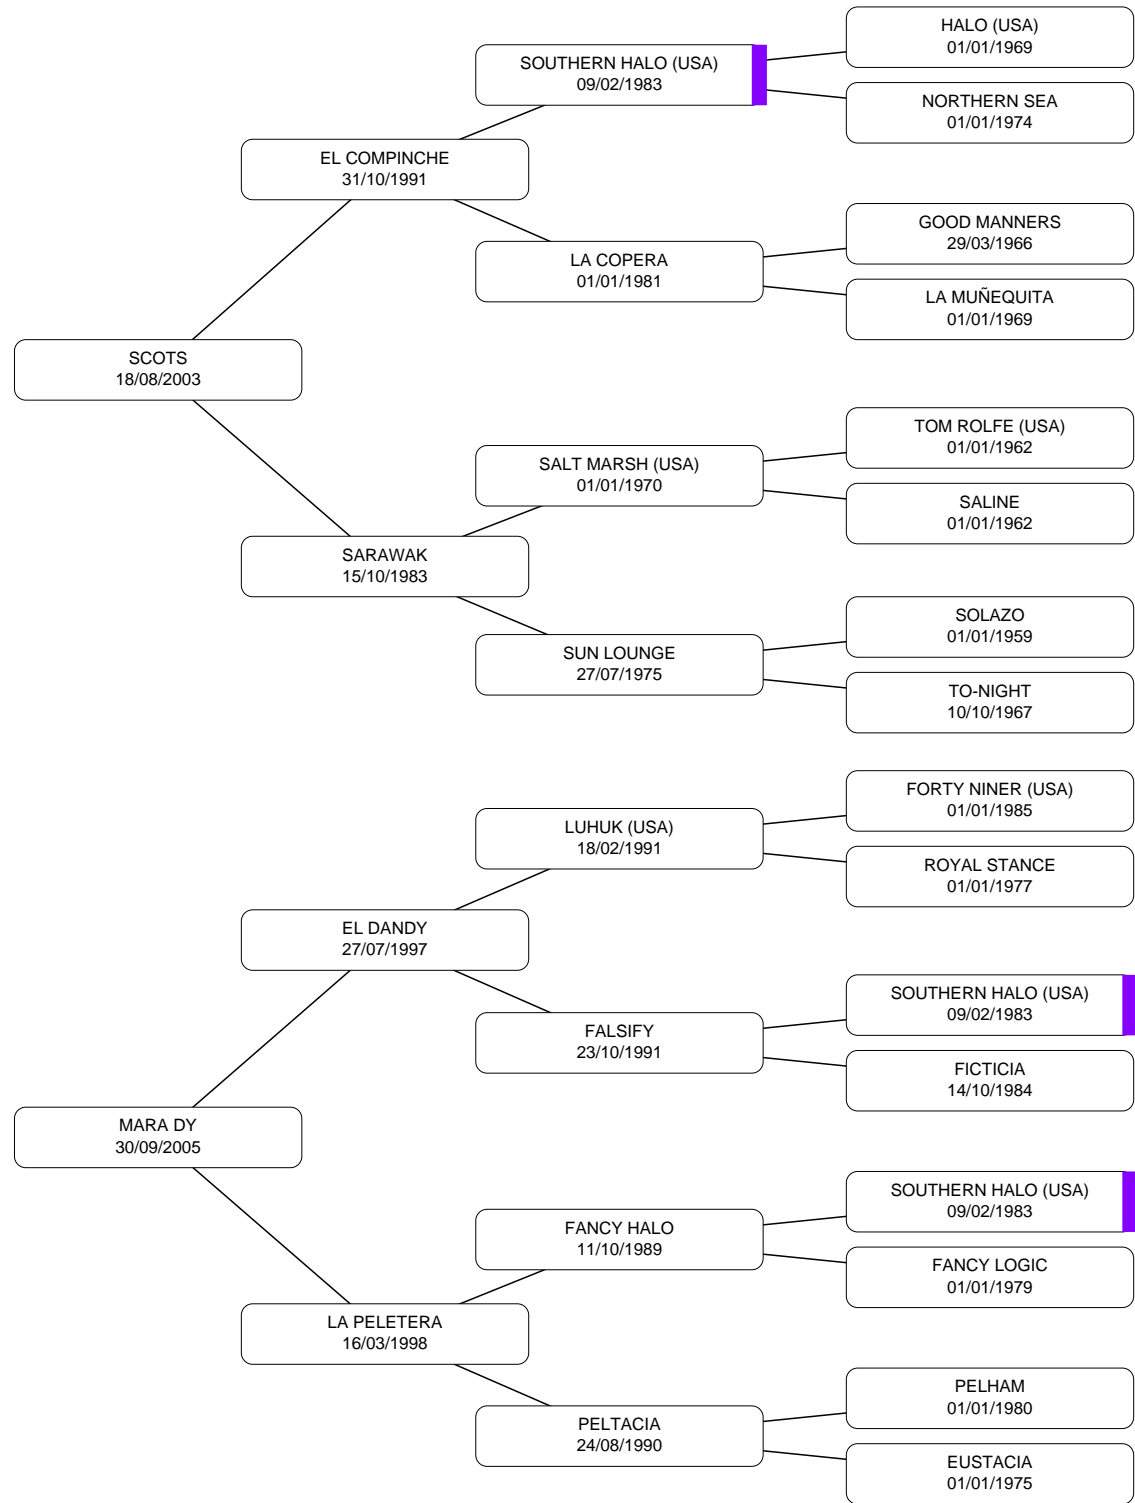 HALO (USA)
01/01/1969
SOUTHERN HALO (USA)
09/02/1983
NORTHERN SEA
01/01/1974
EL COMPINCHE
31/10/1991
GOOD MANNERS
29/03/1966
LA COPERA
01/01/1981
LA MUÑEQUITA
01/01/1969
SCOTS
18/08/2003
TOM ROLFE (USA)
01/01/1962
SALT MARSH (USA)
01/01/1970
SALINE
01/01/1962
SARAWAK
15/10/1983
SOLAZO
01/01/1959
SUN LOUNGE
27/07/1975
TO-NIGHT
10/10/1967
FORTY NINER (USA)
01/01/1985
LUHUK (USA)
18/02/1991
ROYAL STANCE
01/01/1977
EL DANDY
27/07/1997
SOUTHERN HALO (USA)
09/02/1983
FALSIFY
23/10/1991
FICTICIA
14/10/1984
MARA DY
30/09/2005
SOUTHERN HALO (USA)
09/02/1983
FANCY HALO
11/10/1989
FANCY LOGIC
01/01/1979
LA PELETERA
16/03/1998
PELHAM
01/01/1980
PELTACIA
24/08/1990
EUSTACIA
01/01/1975